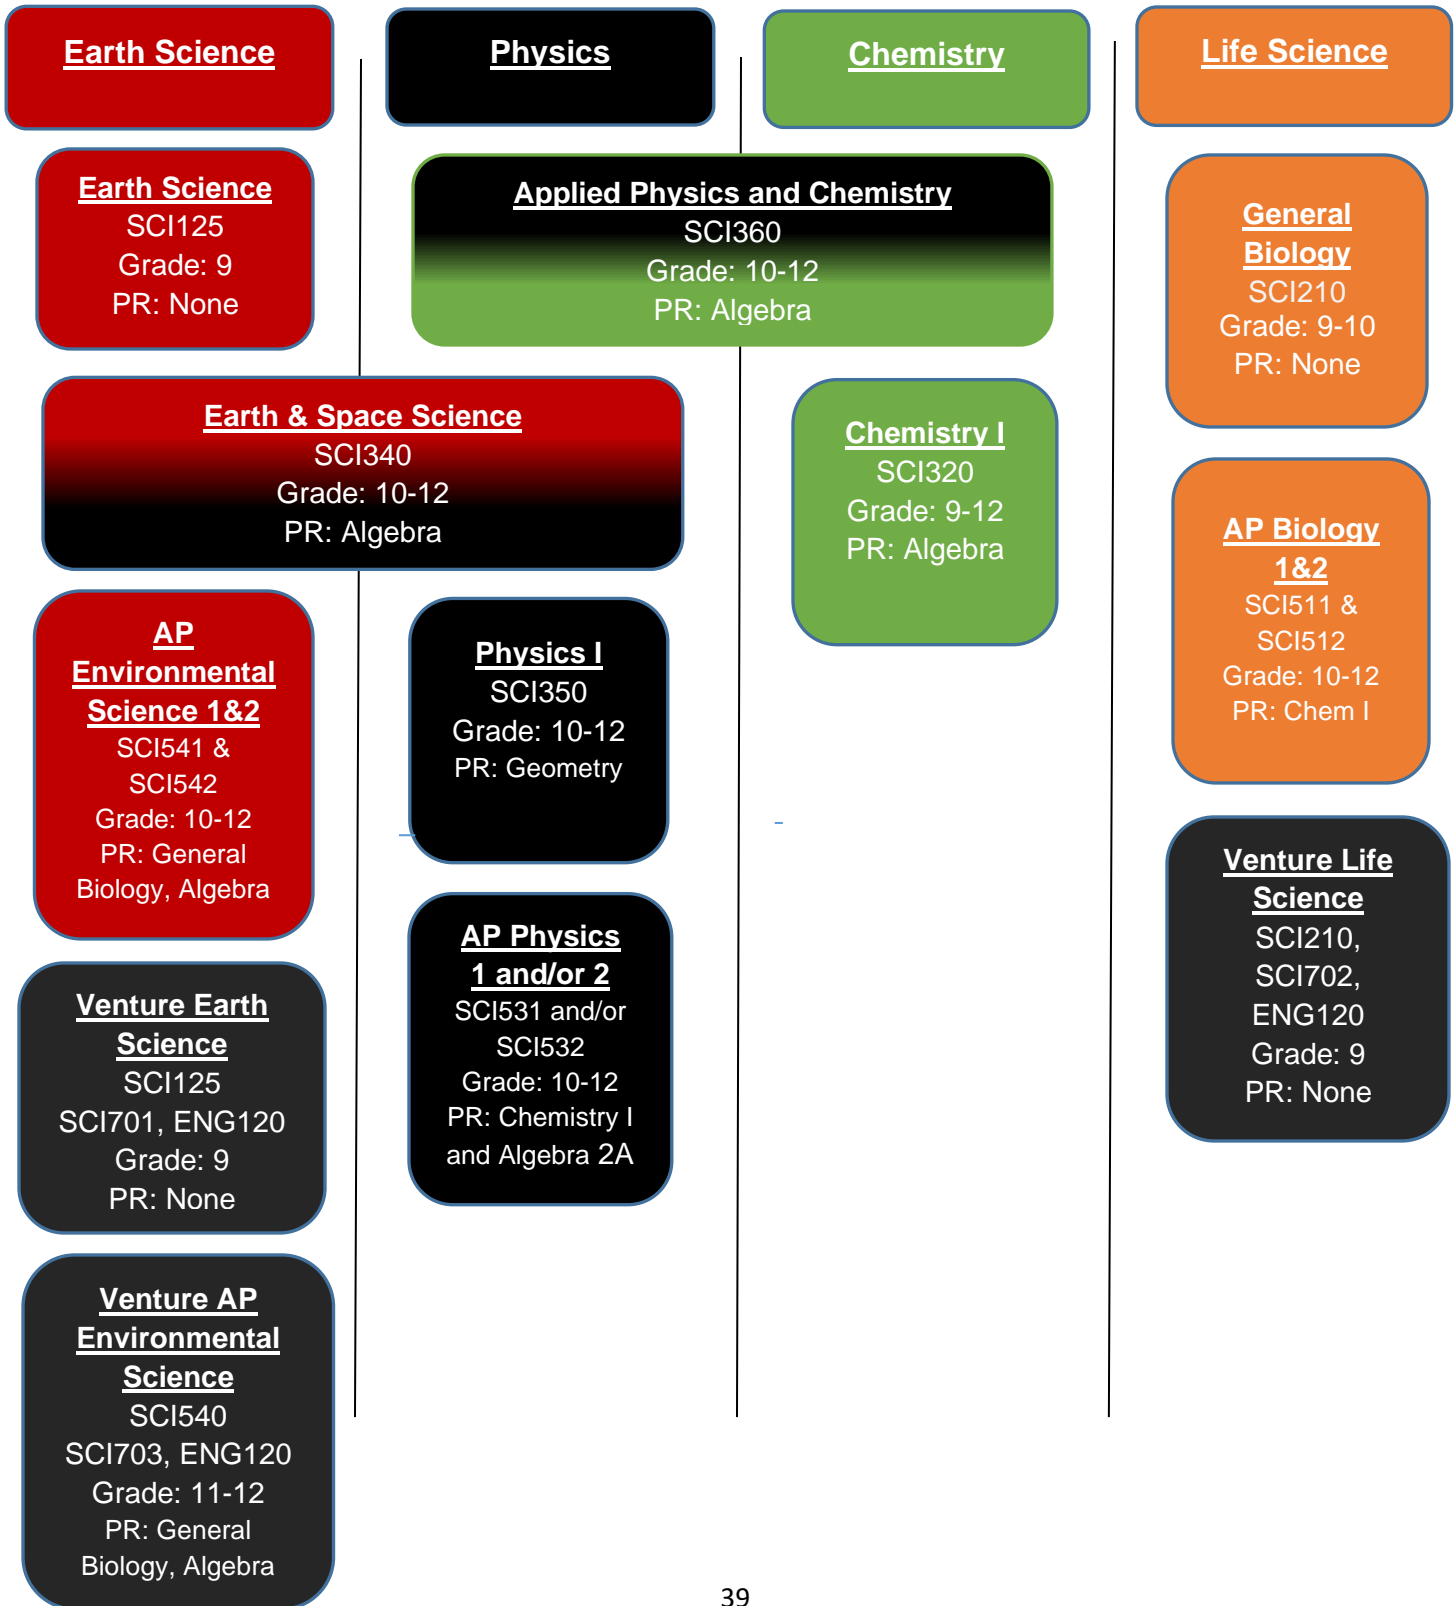 Earth Science
Physics
Chemistry
Life Science
Earth Science
SCI125
Grade: 9
PR: None
Applied Physics and Chemistry
SCI360
Grade: 10-12
PR: Algebra
General
Biology
SCI210
Grade: 9-10
PR: None
Earth & Space Science
SCI340
Grade: 10-12
PR: Algebra
Chemistry I
SCI320
Grade: 9-12
PR: Algebra
AP Biology
1&2
SCI511 &
SCI512
Grade: 10-12
PR: Chem I
AP
Environmental
Science 1&2
SCI541 &
SCI542
Grade: 10-12
PR: General
Biology, Algebra
Physics I
SCI350
Grade: 10-12
PR: Geometry
Venture Life
Science
SCI210,
SCI702,
ENG120
Grade: 9
PR: None
AP Physics
1 and/or 2
SCI531 and/or
SCI532
Grade: 10-12
PR: Chemistry I
and Algebra 2A
Venture Earth
Science
SCI125
SCI701, ENG120
Grade: 9
PR: None
Venture AP
Environmental
Science
SCI540
SCI703, ENG120
Grade: 11-12
PR: General
Biology, Algebra
39